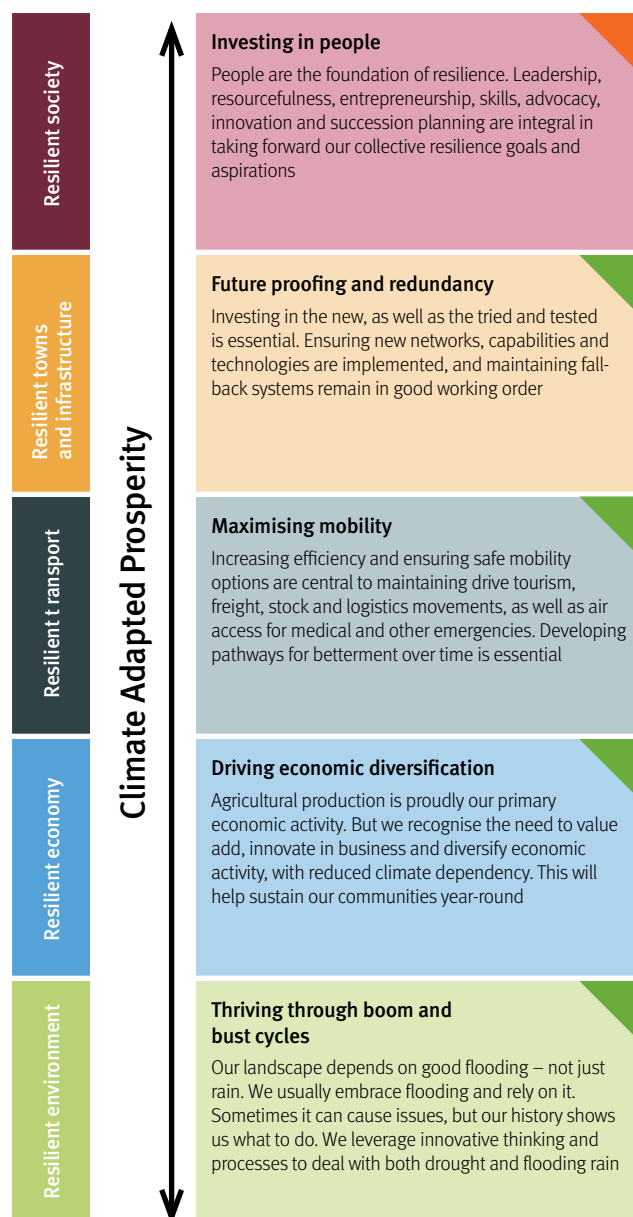 Resilient society
Investing in people
People are the foundation of resilience. Leadership,
resourcefulness, entrepreneurship, skills, advocacy,
innovation and succession planning are integral in
taking forward our collective resilience goals and
aspirations
Resilient towns
and infrastructure
Future proofing and redundancy
Investing in the new, as well as the tried and tested
is essential. Ensuring new networks, capabilities and
technologies are implemented, and maintaining fall-
back systems remain in good working order
Climate Adapted Prosperity
Resilient t ransport
Maximising mobility
Increasing efficiency and ensuring safe mobility
options are central to maintaining drive tourism,
freight, stock and logistics movements, as well as air
access for medical and other emergencies. Developing
pathways for betterment over time is essential
Resilient economy
Driving economic diversification
Agricultural production is proudly our primary
economic activity. But we recognise the need to value
add, innovate in business and diversify economic
activity, with reduced climate dependency. This will
help sustain our communities year-round
Resilient environment
Thriving through boom and
bust cycles
Our landscape depends on good flooding – not just
rain. We usually embrace flooding and rely on it.
Sometimes it can cause issues, but our history shows
us what to do. We leverage innovative thinking and
processes to deal with both drought and flooding rain